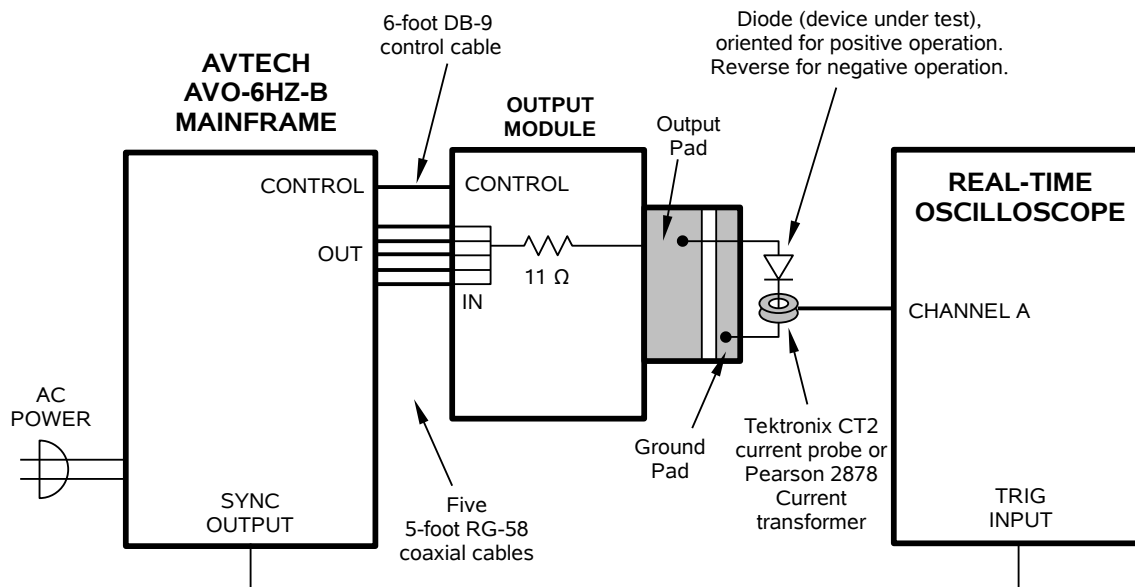 6-foot DB-9
control cable
Diode (device under test),
oriented for positive operation.
Reverse for negative operation.
AVTECH
AVO-6HZ-B
MAINFRAME
OUTPUT
MODULE
Output
Pad
CONTROL
CONTROL
REAL-TIME
OSCILLOSCOPE
OUT
11 Ω
IN
CHANNEL A
AC
POWER
Ground
Pad
Tektronix CT2
current probe or
Pearson 2878
Current
transformer
SYNC
OUTPUT
Five
5-foot RG-58
coaxial cables
TRIG
INPUT